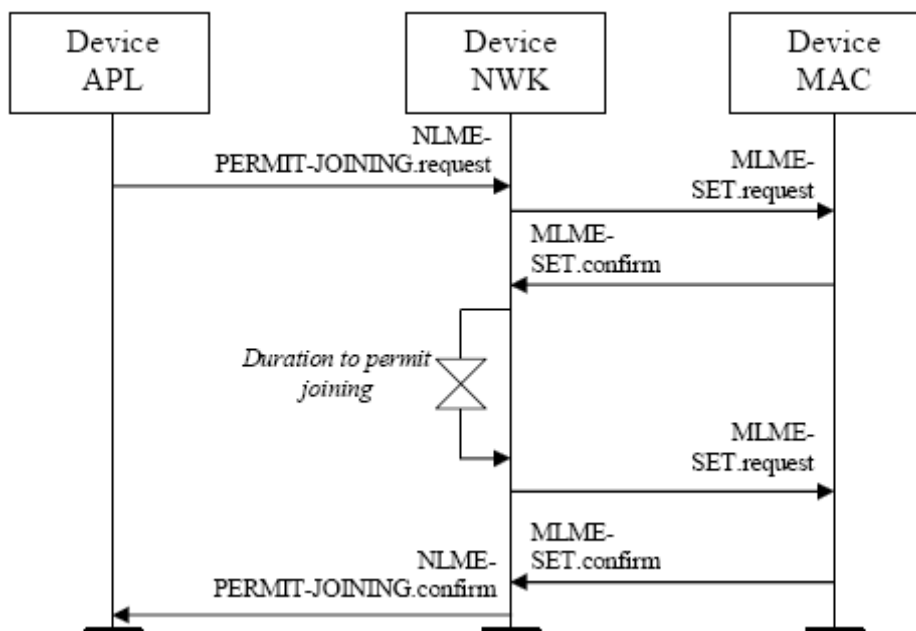 Device
APL
Device
NWK
Device
MAC
NLME-
PERMIT-JOINING.request
MLME-
SET.request
MLME-
SET.confirm
Duration to permit
joining
MLME-
SET.request
MLME-
SET.confirm
NLME-
PERMIT-JOINING.confirm